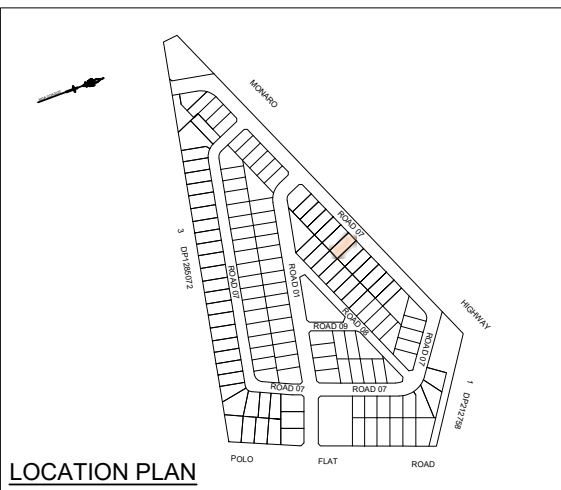 MONARO
ROAD 07
3
DP1285072
ROAD 07
ROAD 01
HIGHWAY
ROAD 08
ROAD 09
ROAD 07
1 DP212758
ROAD 07
ROAD 07
POLO FLAT ROAD
LOCATION PLAN